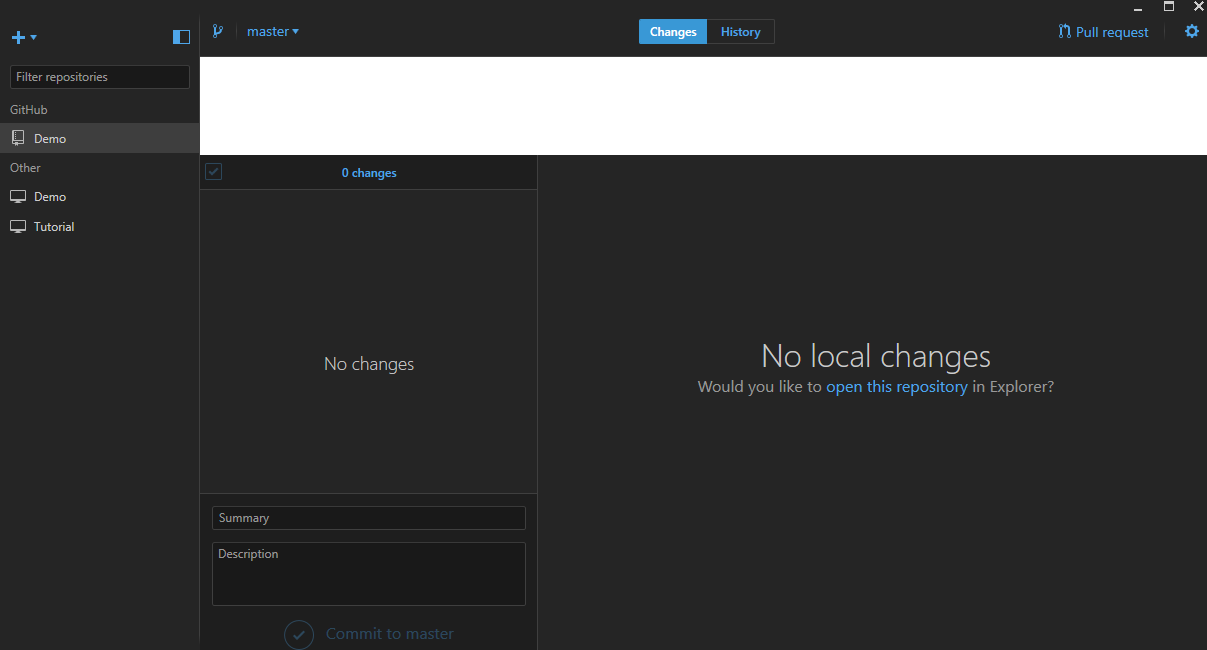 master
Changes
History
Pull request
Filter repositories
GitHub
Demo
Other
Demo
Tutorial
0 changes
No changes
No local changes
Would you like to open this repository in Explorer?
Summary
Description
Commit to master